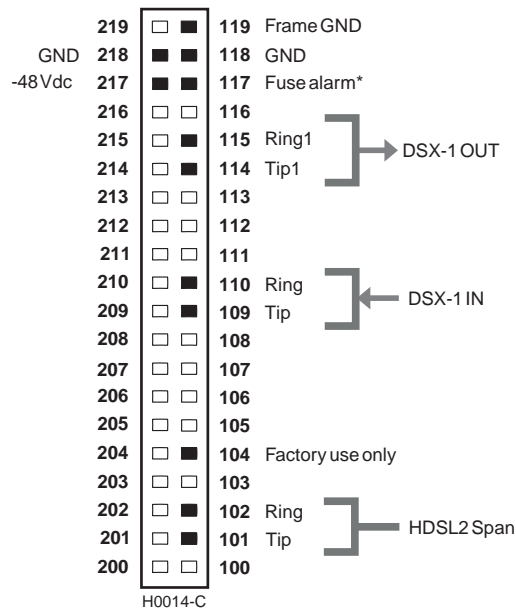 219 119 Frame GND
GND 218 118 GND
-48Vdc 217 117 Fuse alarm*
216 116
215 115 Ring1
DSX-1 OUT
214 114 Tip1
213 113
212 112
211 111
210 110 Ring
DSX-1 IN
209 109 Tip
208 108
207 107
206 106
205 105
204 104 Factory use only
203 103
202 102 Ring
HDSL2 Span
201 101 Tip
200 100
H0014-C